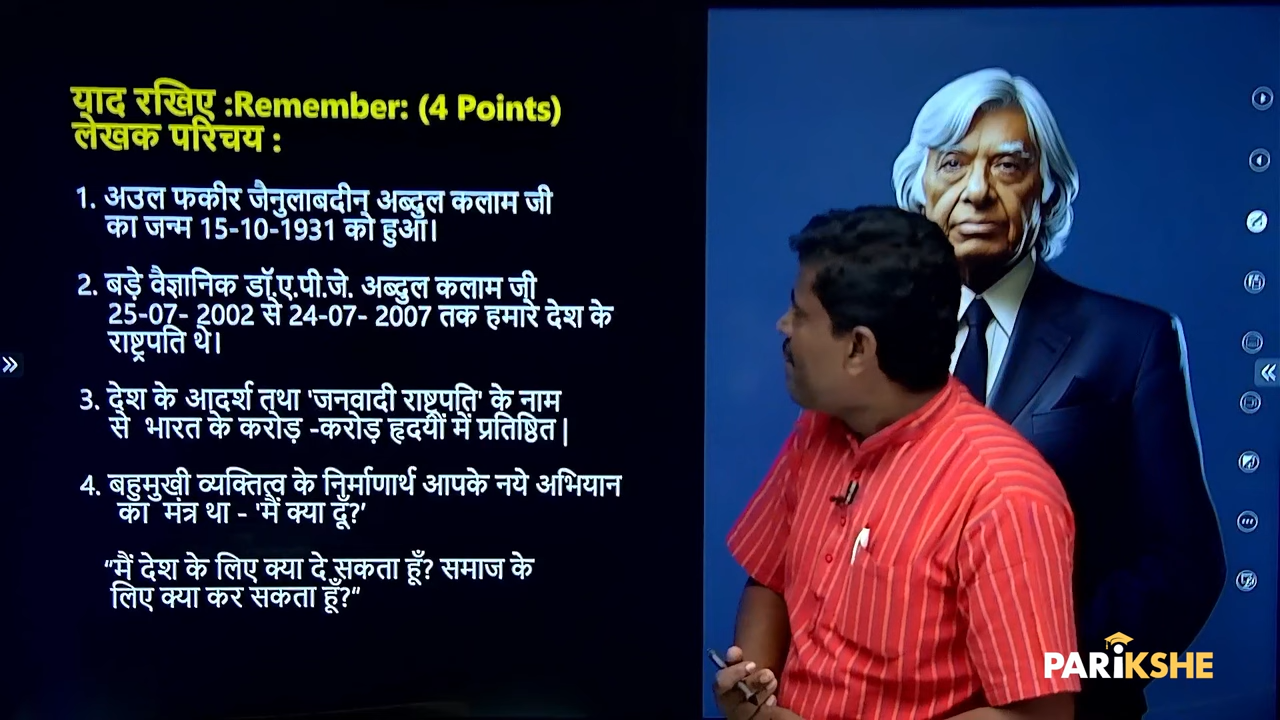 याद रखिए :Remember: (4 Points)
लेखक परिचय :
1. अउल फकीर जैनुलाबदीन अब्दुल कलाम जी
का जन्म 15-10-1931 को हुआ।
2. बड़े वैज्ञानिक डॉ.ए.पी.जे. अब्दुल कलाम जी
25-07- 2002 से 24-07- 2007 तक हमारे देश के
राष्ट्रपति थे।
3. देश के आदर्श तथा 'जनवादी राष्ट्रपति' के नाम
से भारत के करोड़ -करोड़ हृदयों में प्रतिष्ठित |
4. बहुमुखी व्यक्तित्व के निर्माणार्थ आपके नये अभियान
का मंत्र था - 'मैं क्या दूँ?'
“मैं देश के लिए क्या दे सकता हूँ? समाज के
लिए क्या कर सकता हूँ?“
PARIKSHE